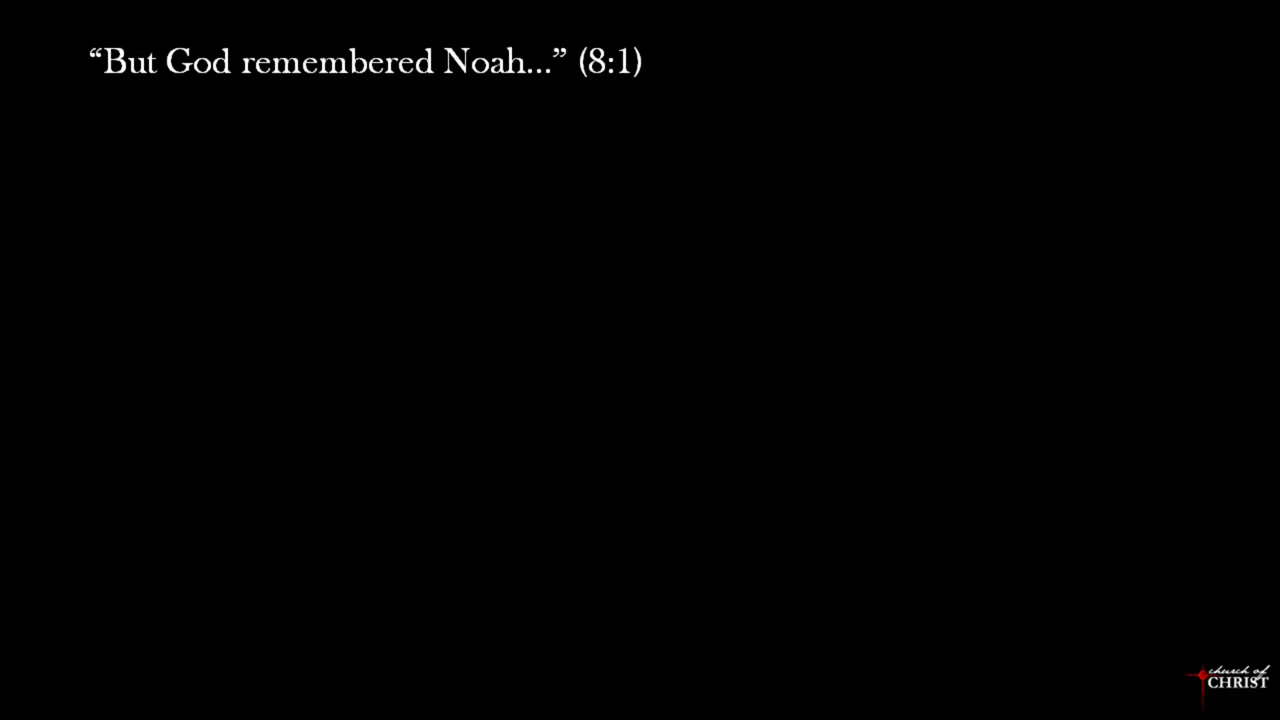 “But God remembered Noah...” (8:1)
church of
CHRIST